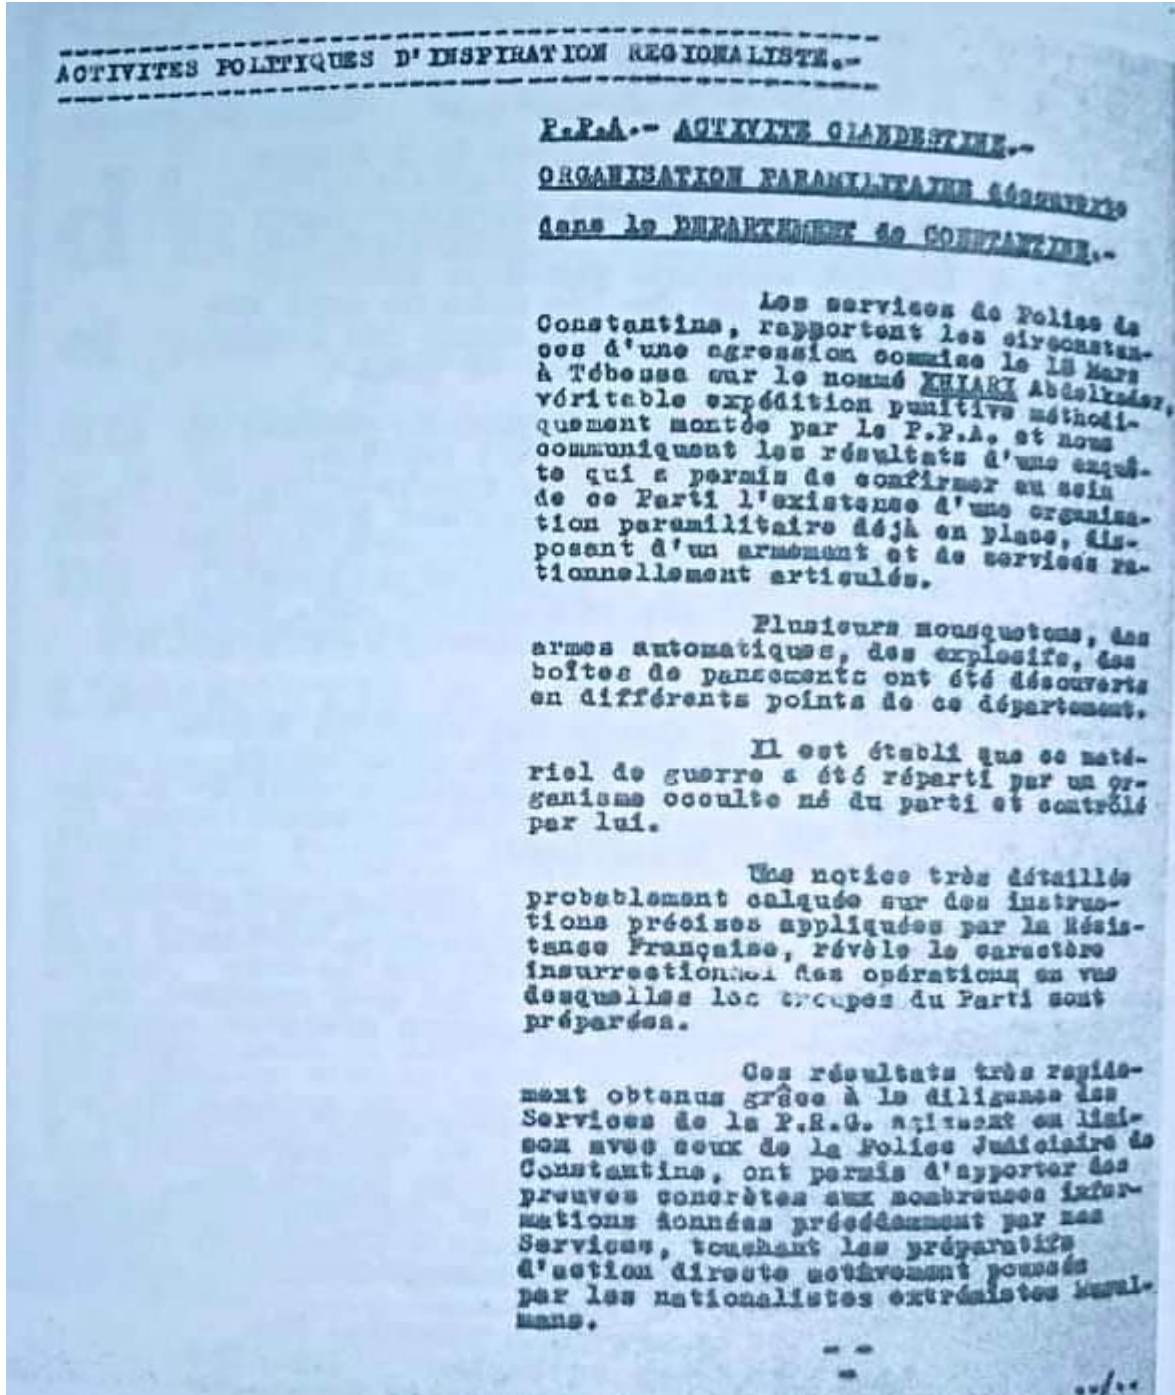 ACTIVITES POLITIQUES D'INSPIRATION REGIONALISTE.-
P.P.A.- ACTIVITE CLANDESTINE.-
ORGANISATION PARAMILITAIRE découverte
dans le DEPARTEMENT de CONSTANTINE.-
Les services de Police de
Constantine, rapportent les circonstan-
ces d'une agression commise le 18 Mars
à Tébessa sur le nommé KHIARI Abdelkader,
véritable expédition punitive méthodi-
quement montée par le P.P.A. et nous
communiquent les résultats d'une enquê-
te qui a permis de confirmer au sein
de ce Parti l'existence d'une organisa-
tion paramilitaire déjà en place, dis-
posant d'un armement et de services ra-
tionnellement articulés.
Plusieurs mousquetons, des
armes automatiques, des explosifs, des
boîtes de pansements ont été découverts
en différents points de ce département.
Il est établi que ce maté-
riel de guerre a été réparti par un or-
ganisme occulte né du parti et contrôlé
par lui.
Une notice très détaillée
probablement calquée sur des instruc-
tions précises appliquées par la Résis-
tance Française, révèle le caractère
insurrectionnel des opérations en vue
desquelles les troupes du Parti sont
préparées.
Ces résultats très rapide-
ment obtenus grâce à la diligence des
Services de la P.R.G. agissant en liai-
son avec ceux de la Police Judiciaire de
Constantine, ont permis d'apporter des
preuves concrètes aux nombreuses infor-
mations données précédemment par mes
Services, touchant les préparatifs
d'action directe activement poussés
par les nationalistes extrémistes musul-
mans.
../..